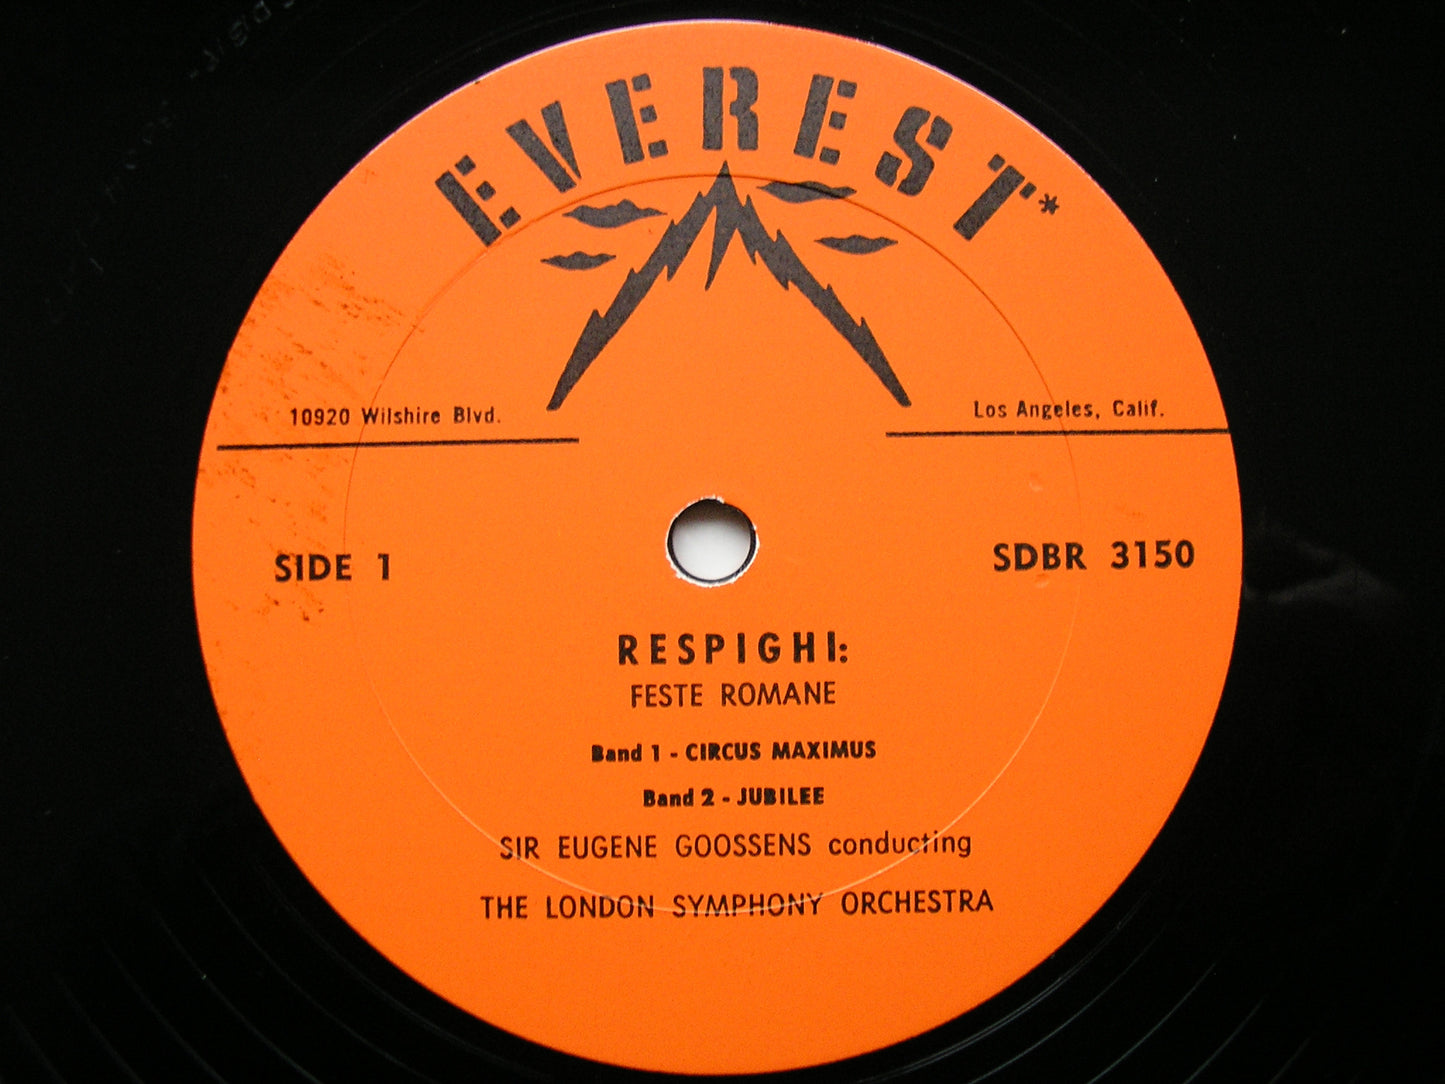 EVEREST*
10920 Wilshire Blvd.
Los Angeles, Calif.
SIDE 1
SDBR 3150
RESPIGHI:
FESTE ROMANE
Band 1 - CIRCUS MAXIMUS
Band 2 - JUBILEE
SIR EUGENE GOOSSENS conducting
THE LONDON SYMPHONY ORCHESTRA